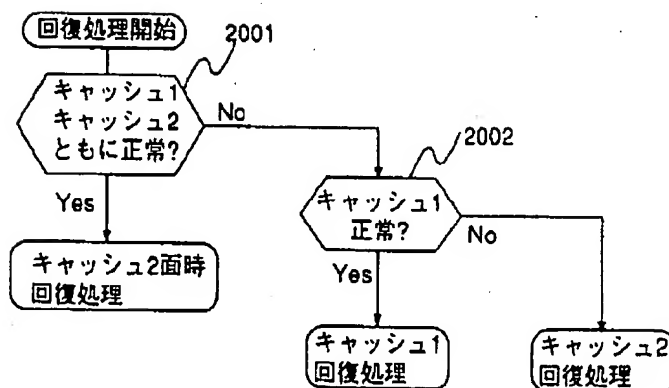 回復処理開始
2001
キャッシュ1
キャッシュ2
ともに正常?
No
2002
Yes
キャッシュ1
正常?
No
キャッシュ2面時
回復処理
Yes
キャッシュ1
回復処理
キャッシュ2
回復処理